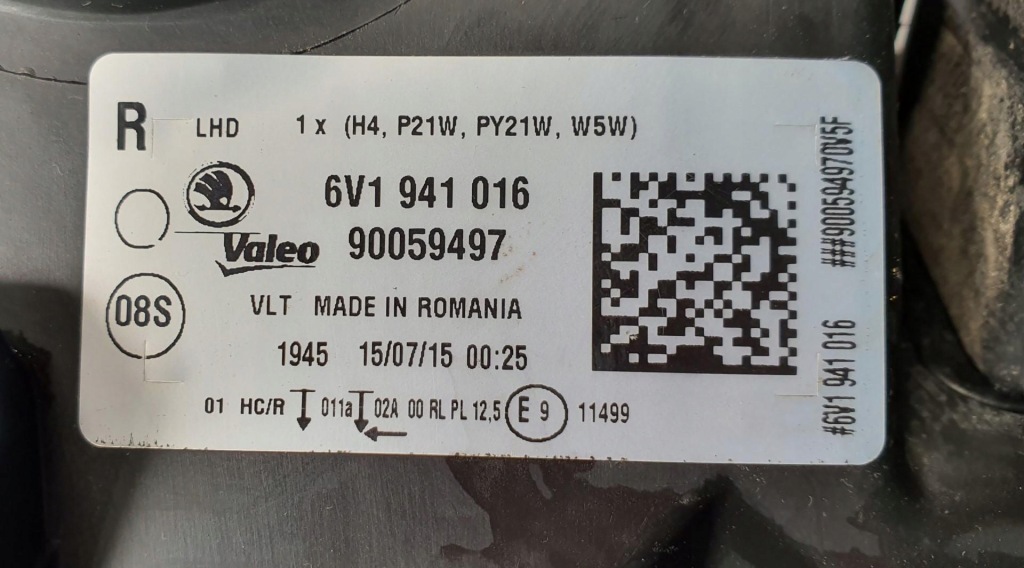 R LHD 1 x (H4, P21W, PY21W, W5W)
6V1 941 016
Valeo 90059497
08S
VLT MADE IN ROMANIA
1945 15/07/15 00:25
01 HC/R 011a 02A 00 RL PL 12,5 E 9 11499
#6V1 941 016 ###90059497OV5F